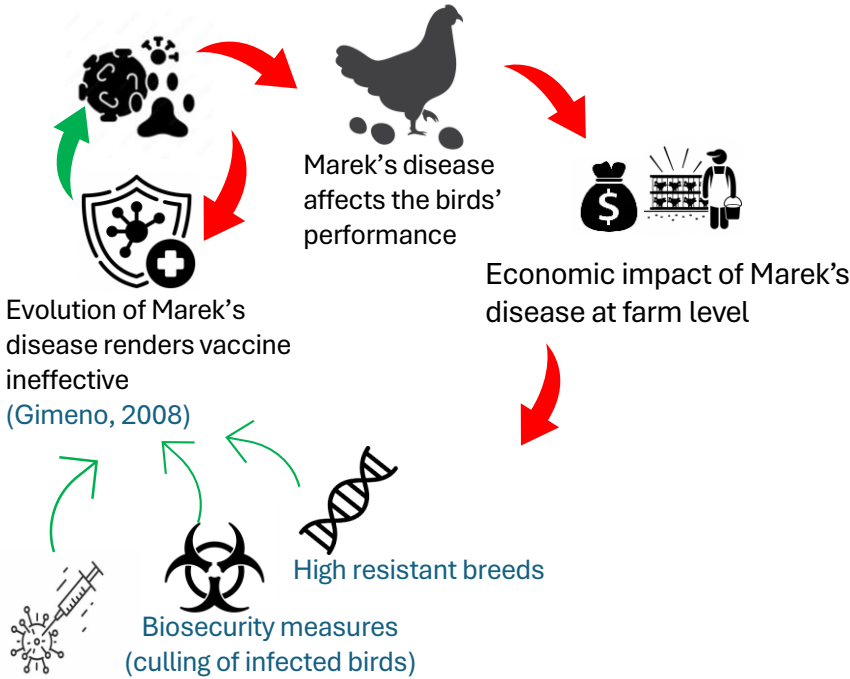 Marek’s disease
affects the birds’
performance
$
Economic impact of Marek’s
disease at farm level
Evolution of Marek’s
disease renders vaccine
ineffective
(Gimeno, 2008)
High resistant breeds
Biosecurity measures
(culling of infected birds)